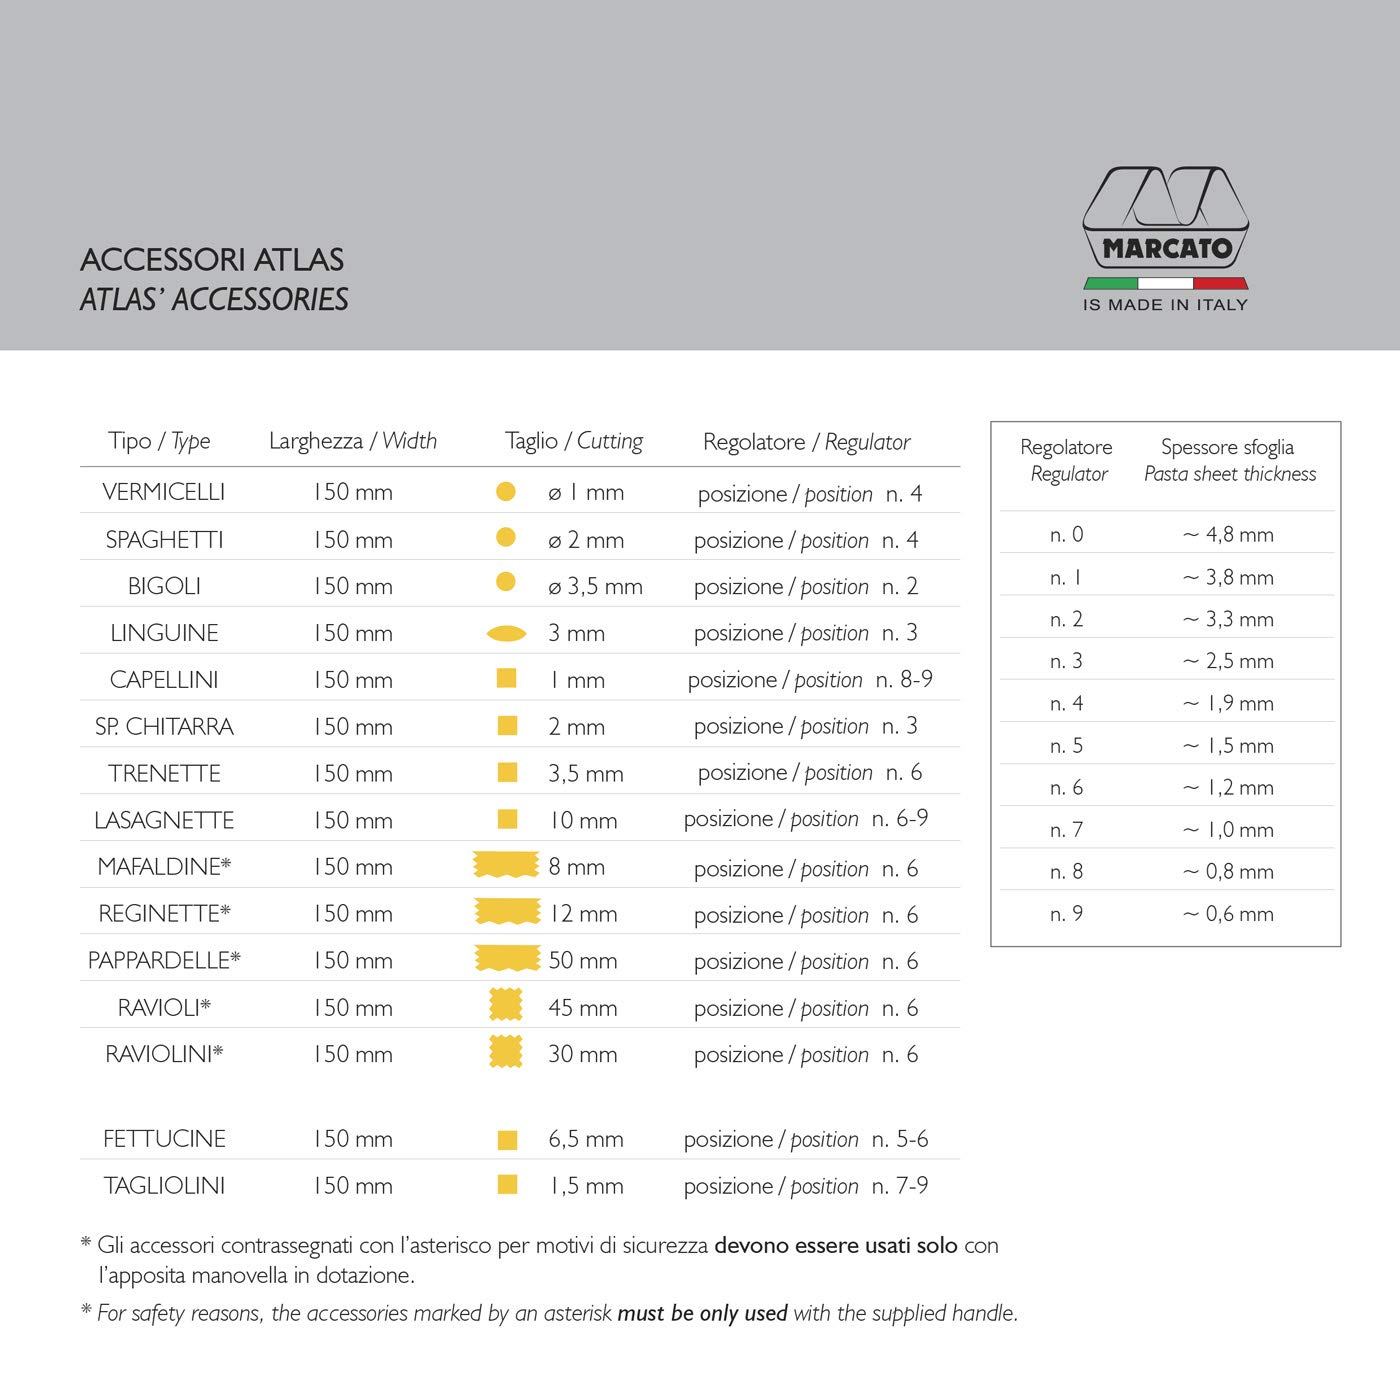 MARCATO
IS MADE IN ITALY
ACCESSORI ATLAS
ATLAS’ ACCESSORIES
Tipo / Type Larghezza / Width Taglio / Cutting Regolatore / Regulator
VERMICELLI 150 mm ø 1 mm posizione / position n. 4
SPAGHETTI 150 mm ø 2 mm posizione / position n. 4
BIGOLI 150 mm ø 3,5 mm posizione / position n. 2
LINGUINE 150 mm 3 mm posizione / position n. 3
CAPELLINI 150 mm 1 mm posizione / position n. 8-9
SP. CHITARRA 150 mm 2 mm posizione / position n. 3
TRENETTE 150 mm 3,5 mm posizione / position n. 6
LASAGNETTE 150 mm 10 mm posizione / position n. 6-9
MAFALDINE* 150 mm 8 mm posizione / position n. 6
REGINETTE* 150 mm 12 mm posizione / position n. 6
PAPPARDELLE* 150 mm 50 mm posizione / position n. 6
RAVIOLI* 150 mm 45 mm posizione / position n. 6
RAVIOLINI* 150 mm 30 mm posizione / position n. 6
FETTUCINE 150 mm 6,5 mm posizione / position n. 5-6
TAGLIOLINI 150 mm 1,5 mm posizione / position n. 7-9
Regolatore Spessore sfoglia
Regulator Pasta sheet thickness
n. 0 ~ 4,8 mm
n. 1 ~ 3,8 mm
n. 2 ~ 3,3 mm
n. 3 ~ 2,5 mm
n. 4 ~ 1,9 mm
n. 5 ~ 1,5 mm
n. 6 ~ 1,2 mm
n. 7 ~ 1,0 mm
n. 8 ~ 0,8 mm
n. 9 ~ 0,6 mm
* Gli accessori contrassegnati con l’asterisco per motivi di sicurezza devono essere usati solo con
l’apposita manovella in dotazione.
* For safety reasons, the accessories marked by an asterisk must be only used with the supplied handle.